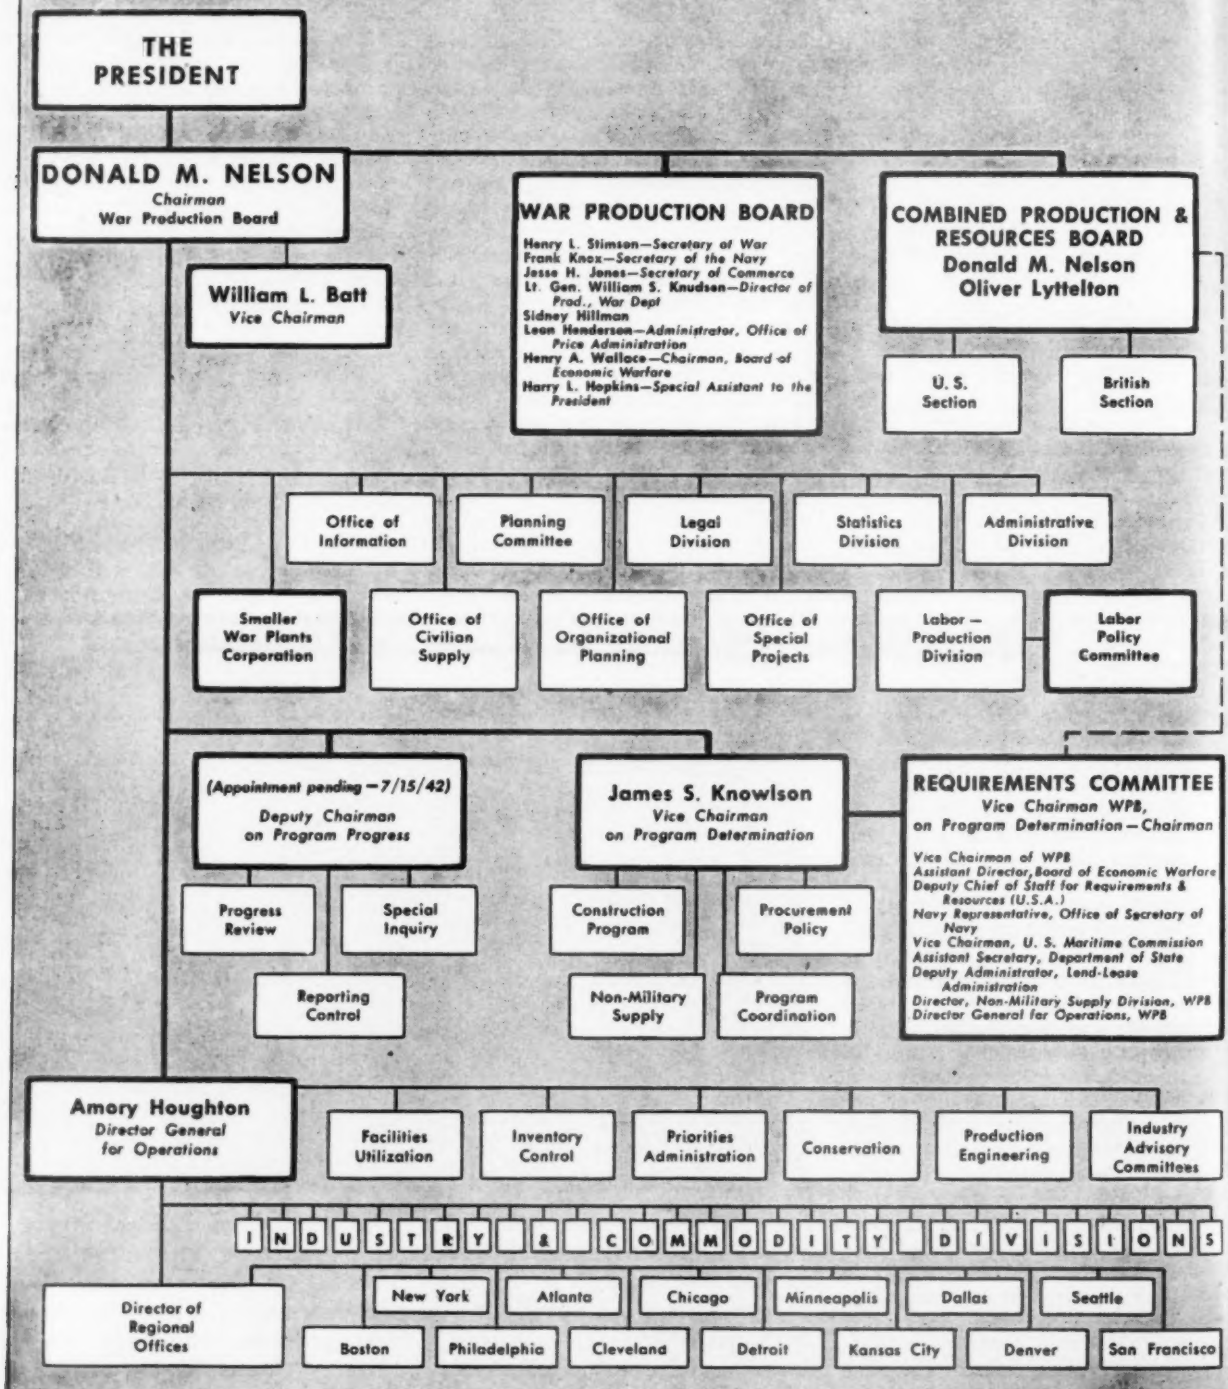 THE
PRESIDENT
DONALD M. NELSON
Chairman
War Production Board
William L. Batt
Vice Chairman
WAR PRODUCTION BOARD
Henry L. Stimson—Secretary of War
Frank Knox—Secretary of the Navy
Jesse H. Jones—Secretary of Commerce
Lt. Gen. William S. Knudsen—Director of
Prod., War Dept
Sidney Hillman
Leon Henderson—Administrator, Office of
Price Administration
Henry A. Wallace—Chairman, Board of
Economic Warfare
Harry L. Hopkins—Special Assistant to the
President
COMBINED PRODUCTION &
RESOURCES BOARD
Donald M. Nelson
Oliver Lyttelton
U. S.
Section
British
Section
Office of
Information
Planning
Committee
Legal
Division
Statistics
Division
Administrative
Division
Smaller
War Plants
Corporation
Office of
Civilian
Supply
Office of
Organizational
Planning
Office of
Special
Projects
Labor—
Production
Division
Labor
Policy
Committee
(Appointment pending—7/15/42)
Deputy Chairman
on Program Progress
James S. Knowlson
Vice Chairman
on Program Determination
REQUIREMENTS COMMITTEE
Vice Chairman WPB,
on Program Determination—Chairman
Vice Chairman of WPB
Assistant Director, Board of Economic Warfare
Deputy Chief of Staff for Requirements &
Resources (U.S.A.)
Navy Representative, Office of Secretary of
Navy
Vice Chairman, U. S. Maritime Commission
Assistant Secretary, Department of State
Deputy Administrator, Lend-Lease
Administration
Director, Non-Military Supply Division, WPB
Director General for Operations, WPB
Progress
Review
Special
Inquiry
Reporting
Control
Construction
Program
Procurement
Policy
Non-Military
Supply
Program
Coordination
Amory Houghton
Director General
for Operations
Facilities
Utilization
Inventory
Control
Priorities
Administration
Conservation
Production
Engineering
Industry
Advisory
Committees
INDUSTRY & COMMODITY DIVISIONS
Director of
Regional
Offices
New York
Atlanta
Chicago
Minneapolis
Dallas
Seattle
Boston
Philadelphia
Cleveland
Detroit
Kansas City
Denver
San Francisco